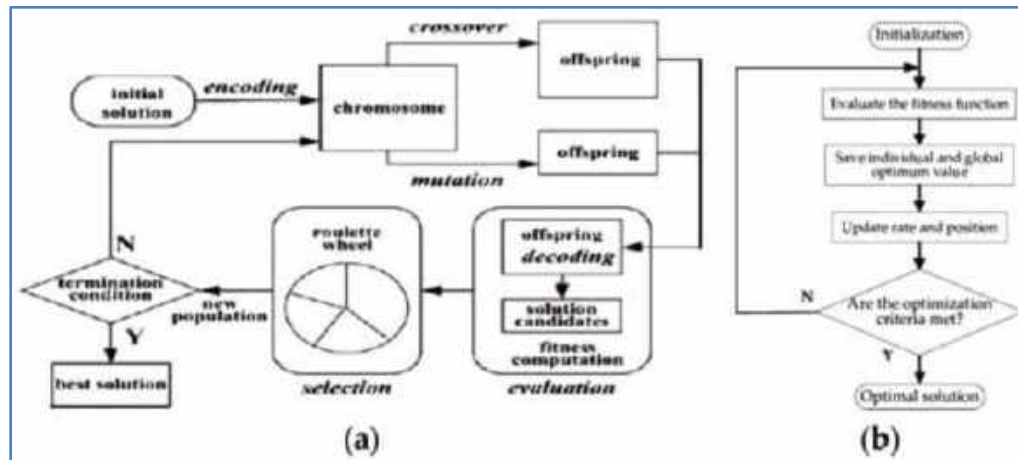 initial
solution
encoding
chromosome
crossover
offspring
mutation
offspring
offspring
decoding
solution
candidates
fitness
computation
evaluation
roulette
wheel
selection
new
population
termination
condition
N
Y
best solution
(a)
Initialization
Evaluate the fitness function
Save individual and global
optimum value
Update rate and position
Are the optimization
criteria met?
N
Y
Optimal solution
(b)